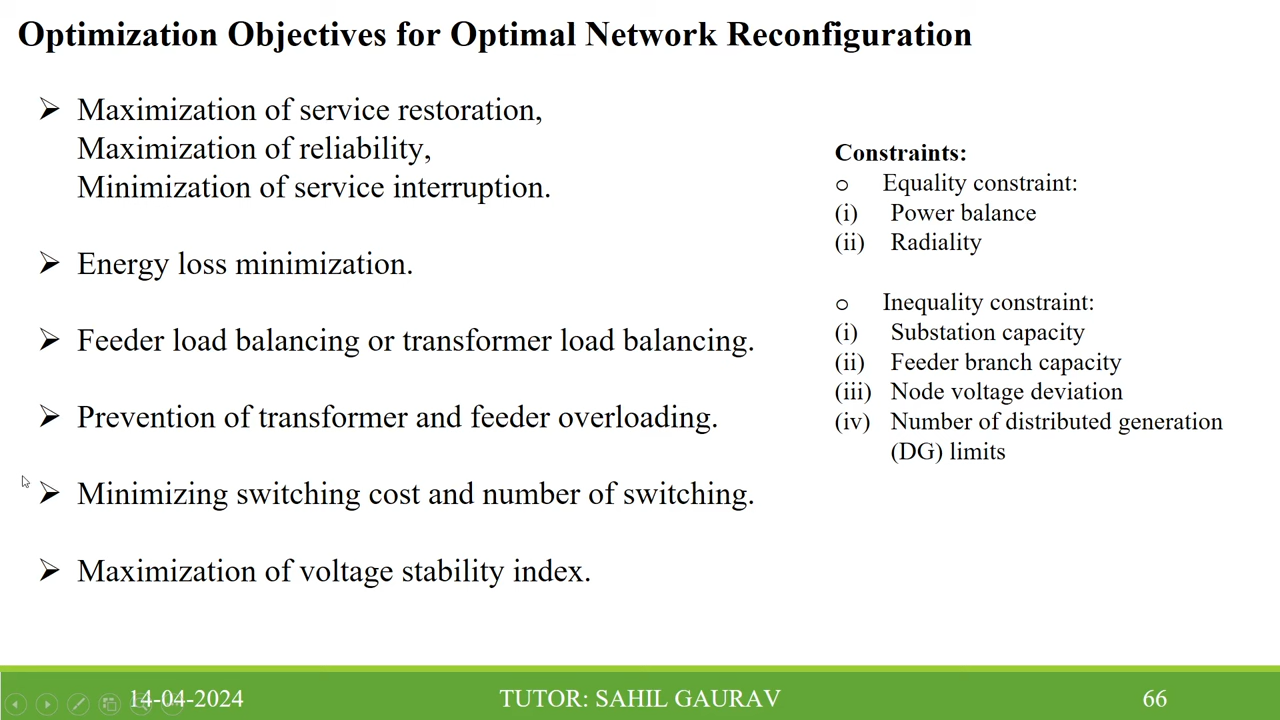 Optimization Objectives for Optimal Network Reconfiguration
➢ Maximization of service restoration,
Maximization of reliability,
Minimization of service interruption.
➢ Energy loss minimization.
➢ Feeder load balancing or transformer load balancing.
➢ Prevention of transformer and feeder overloading.
➢ Minimizing switching cost and number of switching.
➢ Maximization of voltage stability index.
Constraints:
o Equality constraint:
(i) Power balance
(ii) Radiality
o Inequality constraint:
(i) Substation capacity
(ii) Feeder branch capacity
(iii) Node voltage deviation
(iv) Number of distributed generation
(DG) limits
14-04-2024
TUTOR: SAHIL GAURAV
66